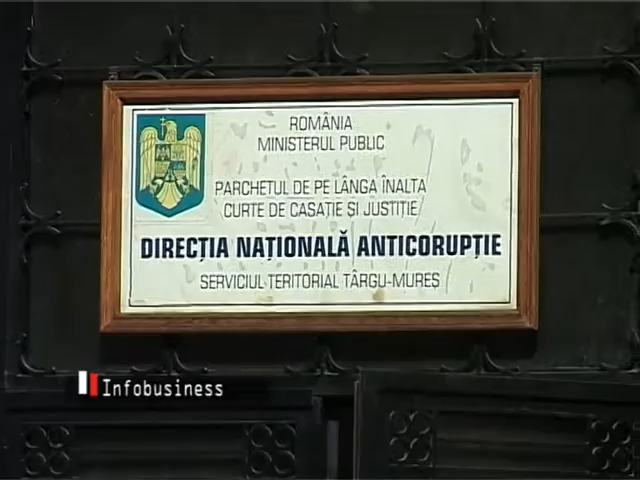 ROMÂNIA
MINISTERUL PUBLIC
PARCHETUL DE PE LÂNGA ÎNALTA
CURTE DE CASAȚIE ȘI JUSTIȚIE
DIRECȚIA NAȚIONALĂ ANTICORUPȚIE
SERVICIUL TERITORIAL TÂRGU-MUREȘ
Infobusiness